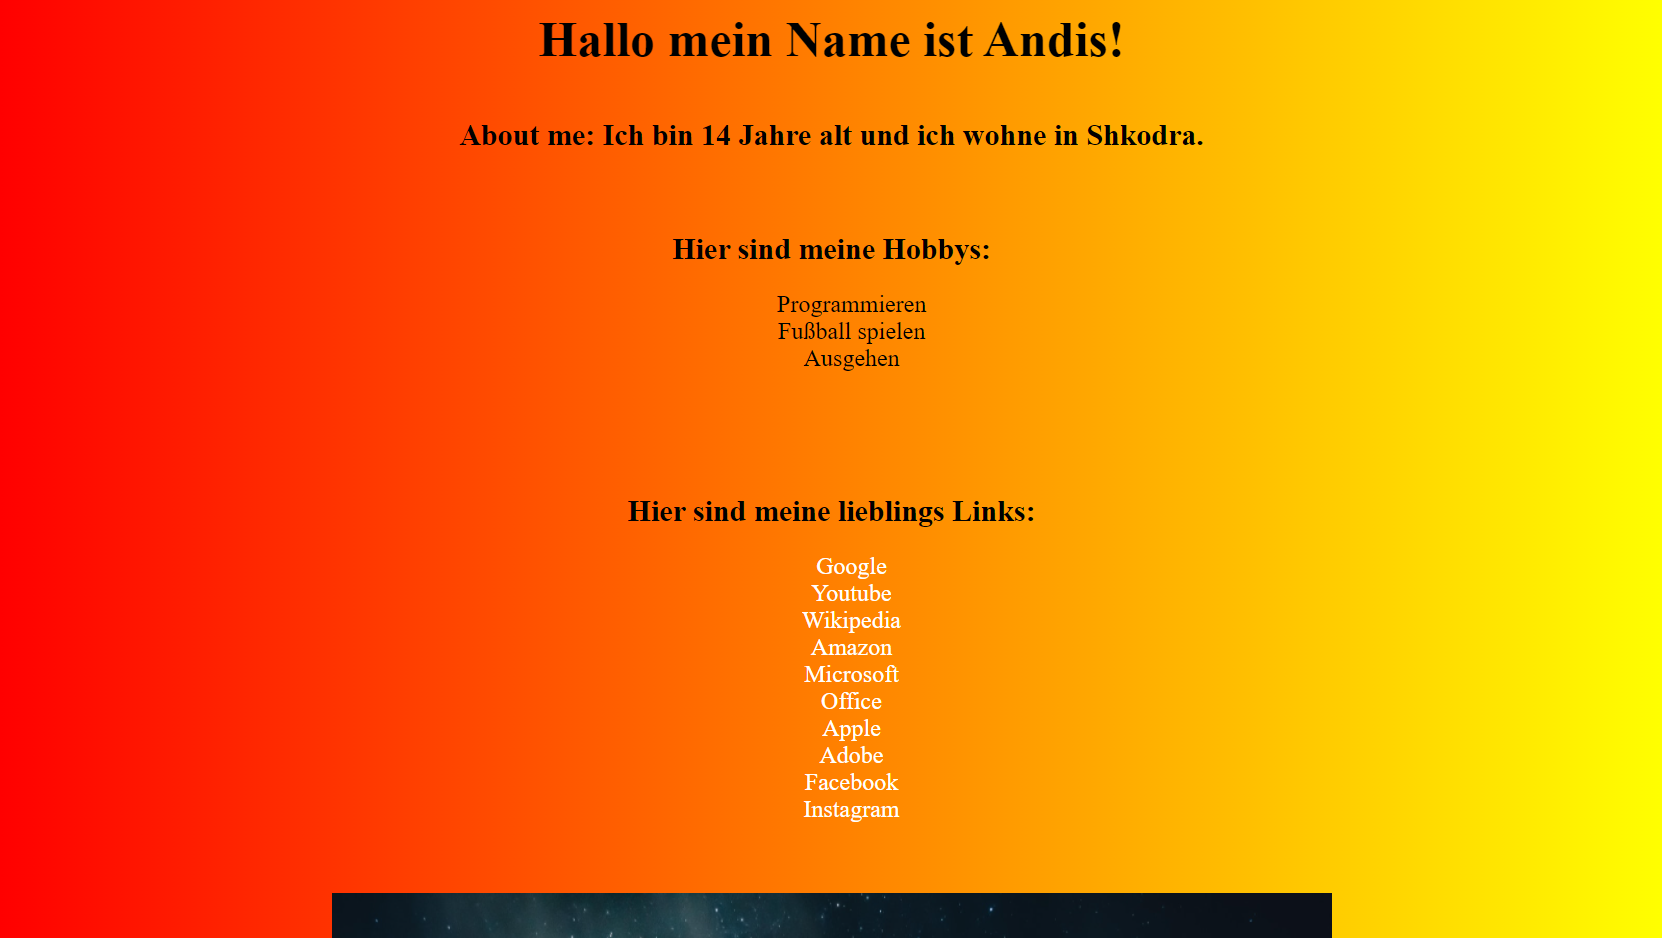 Hallo mein Name ist Andis!
About me: Ich bin 14 Jahre alt und ich wohne in Shkodra.
Hier sind meine Hobbys:
Programmieren
Fußball spielen
Ausgehen
Hier sind meine lieblings Links:
Google
Youtube
Wikipedia
Amazon
Microsoft
Office
Apple
Adobe
Facebook
Instagram